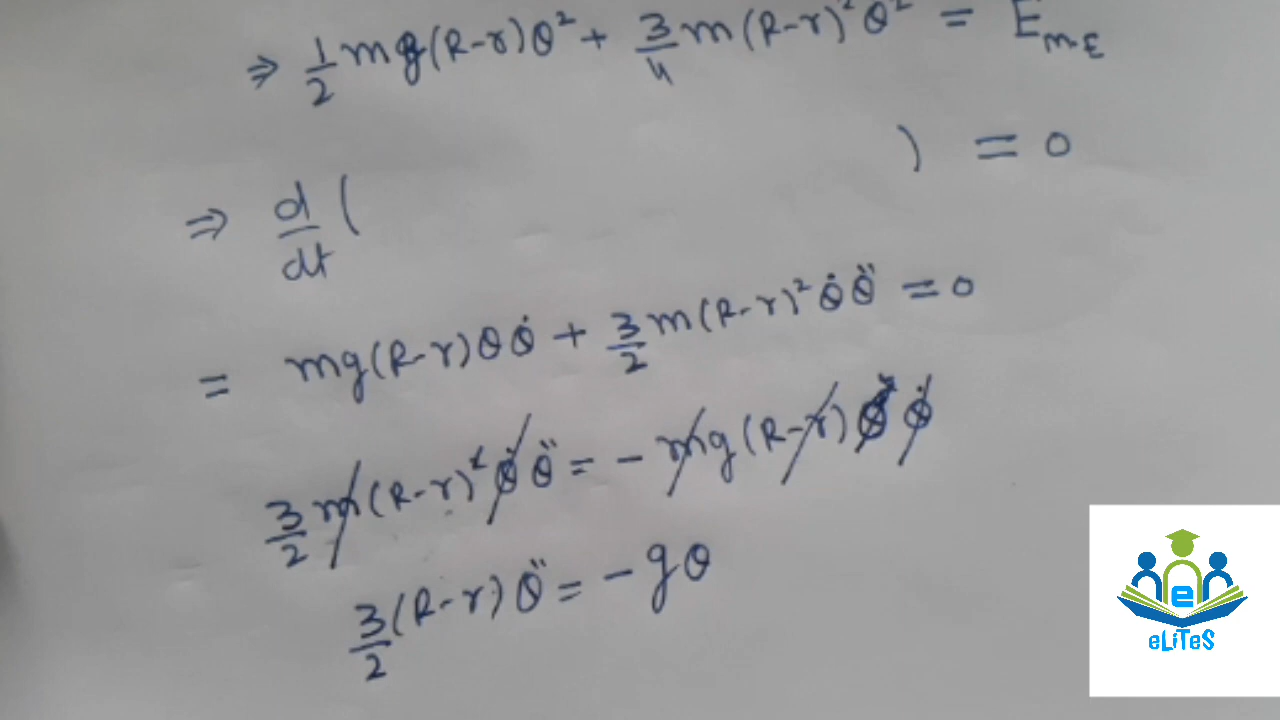 ⇒ 1/2 mg(R-r)θ² + 3/4 m(R-r)²θ̇² = E_M.E
⇒ d/dt ( ) = 0
= mg(R-r)θθ̇ + 3/2 m(R-r)²θ̇θ̈ = 0
3/2 m(R-r)²θ̇θ̈ = - mg(R-r)θθ̇
3/2 (R-r)θ̈ = - gθ
e
eLiTeS